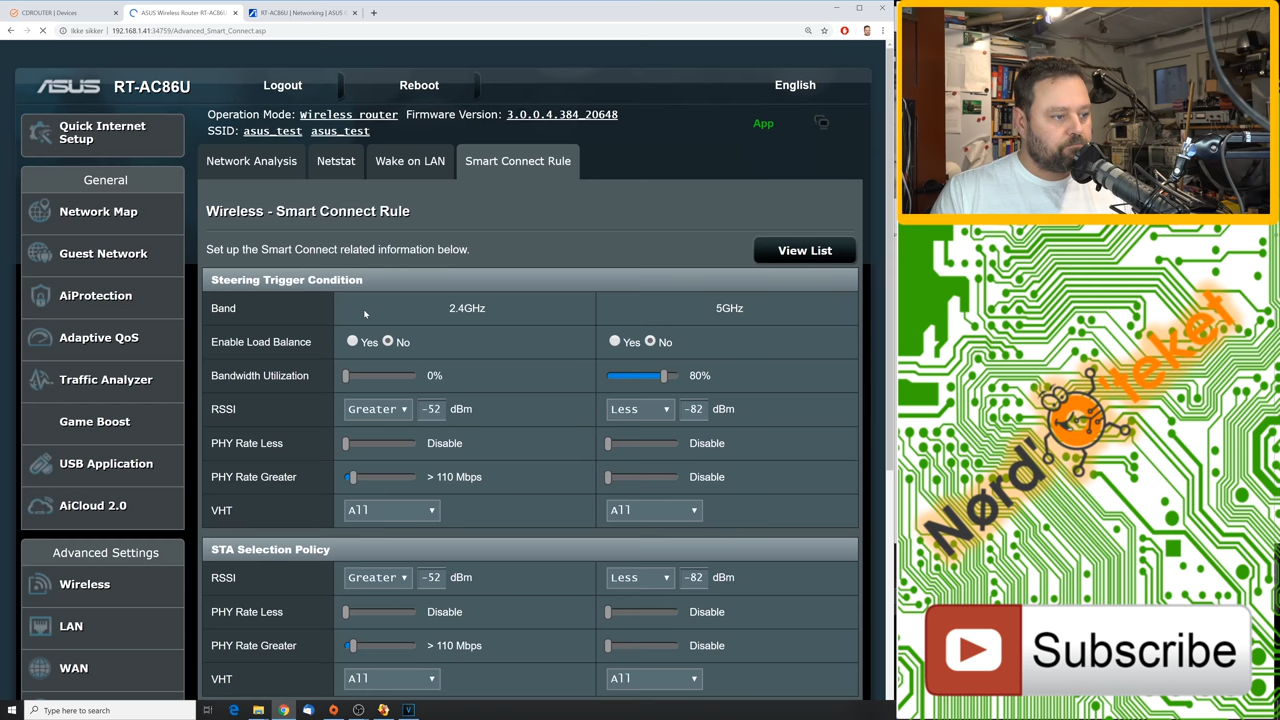 CDROUTER | Devices
ASUS Wireless Router RT-AC86U
RT-AC86U | Networking | ASUS
Ikke sikker
192.168.1.41:34759/Advanced_Smart_Connect.asp
ASUS RT-AC86U
Logout
Reboot
English
Quick Internet
Setup
Operation Mode: Wireless router Firmware Version: 3.0.0.4.384_20648
SSID: asus_test asus_test
App
General
Network Map
Guest Network
AiProtection
Adaptive QoS
Traffic Analyzer
Game Boost
USB Application
AiCloud 2.0
Advanced Settings
Wireless
LAN
WAN
Network Analysis
Netstat
Wake on LAN
Smart Connect Rule
Wireless - Smart Connect Rule
Set up the Smart Connect related information below.
View List
Steering Trigger Condition
Band 2.4GHz 5GHz
Enable Load Balance Yes No Yes No
Bandwidth Utilization 0% 80%
RSSI Greater -52 dBm Less -82 dBm
PHY Rate Less Disable Disable
PHY Rate Greater > 110 Mbps Disable
VHT All All
STA Selection Policy
RSSI Greater -52 dBm Less -82 dBm
PHY Rate Less Disable Disable
PHY Rate Greater > 110 Mbps Disable
VHT All All
Type here to search
Nørdioteket
Subscribe